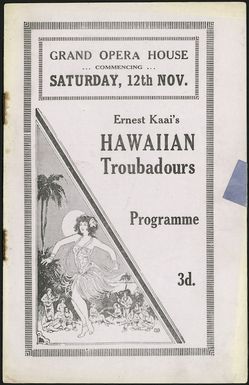 GRAND OPERA HOUSE
... COMMENCING ...
SATURDAY, 12th NOV.
Ernest Kaai's
HAWAIIAN
Troubadours
Programme
3d.